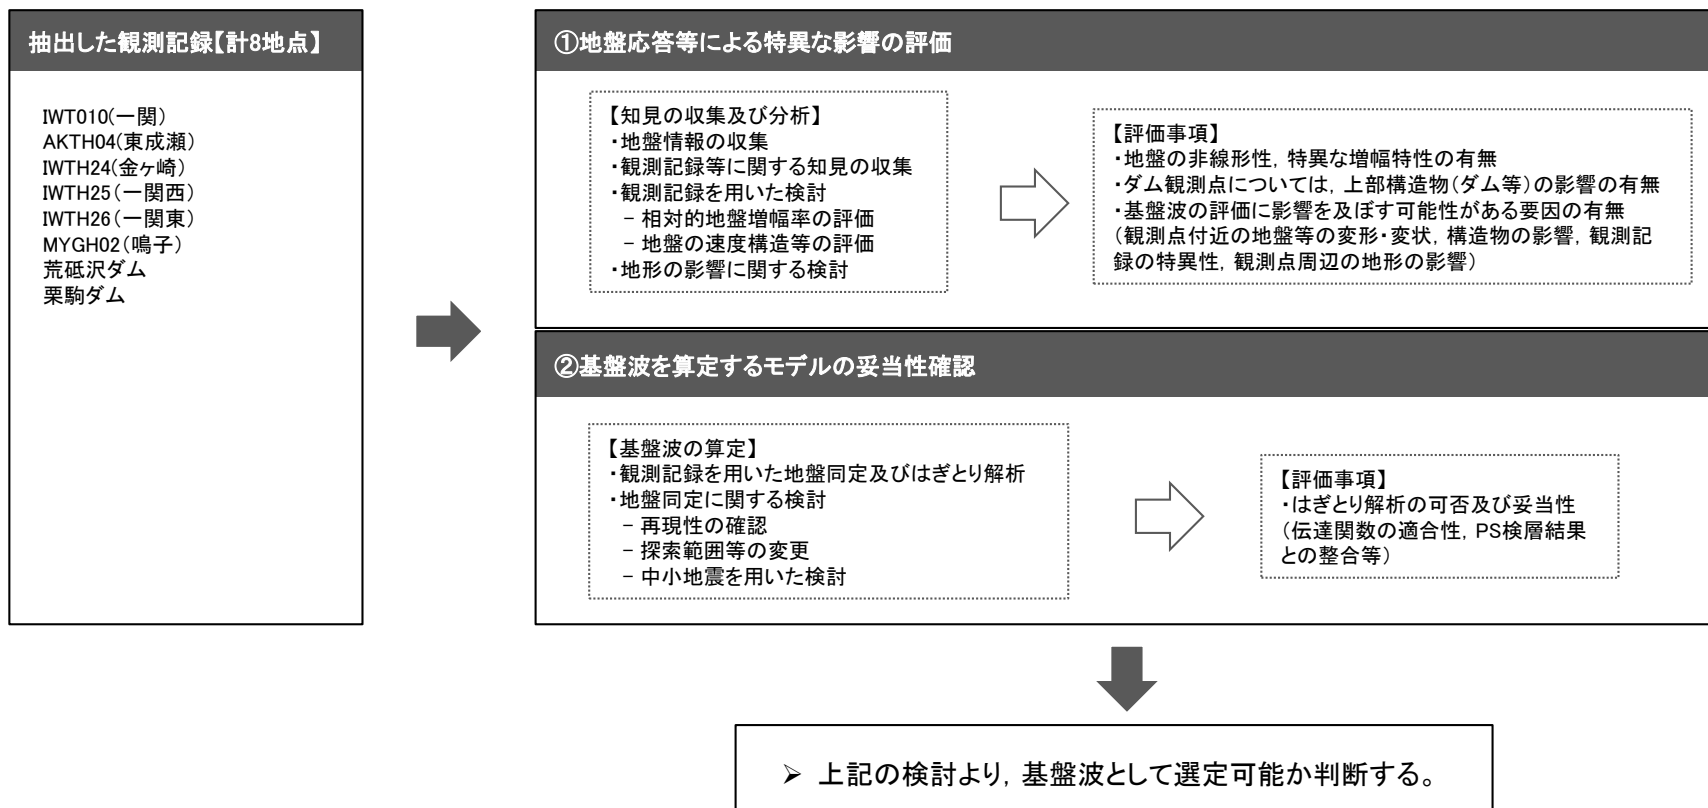 抽出した観測記録【計8地点】
IWT010(一関)
AKTH04(東成瀬)
IWTH24(金ヶ崎)
IWTH25(一関西)
IWTH26(一関東)
MYGH02(鳴子)
荒砥沢ダム
栗駒ダム
①地盤応答等による特異な影響の評価
【知見の収集及び分析】
・地盤情報の収集
・観測記録等に関する知見の収集
・観測記録を用いた検討
－ 相対的地盤増幅率の評価
－ 地盤の速度構造等の評価
・地形の影響に関する検討
【評価事項】
・地盤の非線形性，特異な増幅特性の有無
・ダム観測点については，上部構造物(ダム等)の影響の有無
・基盤波の評価に影響を及ぼす可能性がある要因の有無
(観測点付近の地盤等の変形・変状，構造物の影響，観測記
録の特異性，観測点周辺の地形の影響)
②基盤波を算定するモデルの妥当性確認
【基盤波の算定】
・観測記録を用いた地盤同定及びはぎとり解析
・地盤同定に関する検討
－ 再現性の確認
－ 探索範囲等の変更
－ 中小地震を用いた検討
【評価事項】
・はぎとり解析の可否及び妥当性
(伝達関数の適合性，PS検層結果
との整合等)
➢ 上記の検討より，基盤波として選定可能か判断する。